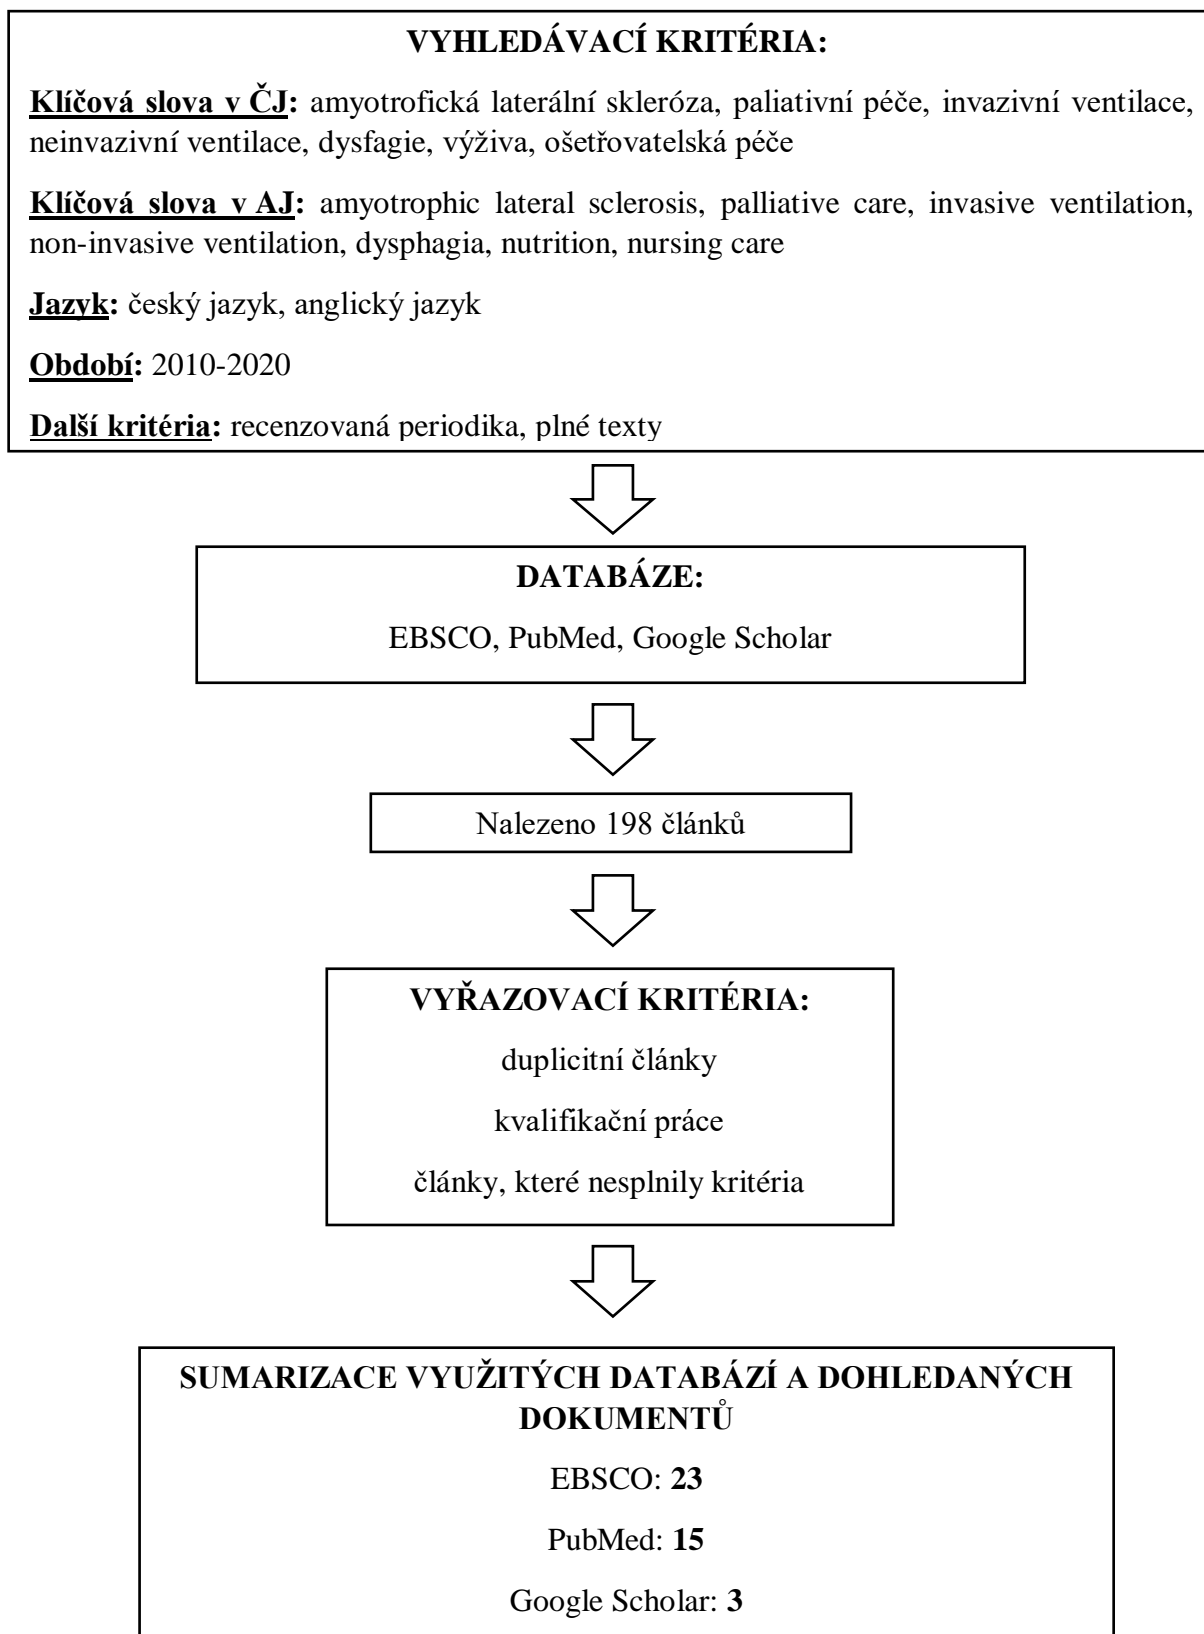 VYHLEDÁVACÍ KRITÉRIA:
Klíčová slova v ČJ: amyotrofická laterální skleróza, paliativní péče, invazivní ventilace,
neinvazivní ventilace, dysfagie, výživa, ošetřovatelská péče
Klíčová slova v AJ: amyotrophic lateral sclerosis, palliative care, invasive ventilation,
non-invasive ventilation, dysphagia, nutrition, nursing care
Jazyk: český jazyk, anglický jazyk
Období: 2010-2020
Další kritéria: recenzovaná periodika, plné texty
DATABÁZE:
EBSCO, PubMed, Google Scholar
Nalezeno 198 článků
VYŘAZOVACÍ KRITÉRIA:
duplicitní články
kvalifikační práce
články, které nesplnily kritéria
SUMARIZACE VYUŽITÝCH DATABÁZÍ A DOHLEDANÝCH
DOKUMENTŮ
EBSCO: 23
PubMed: 15
Google Scholar: 3